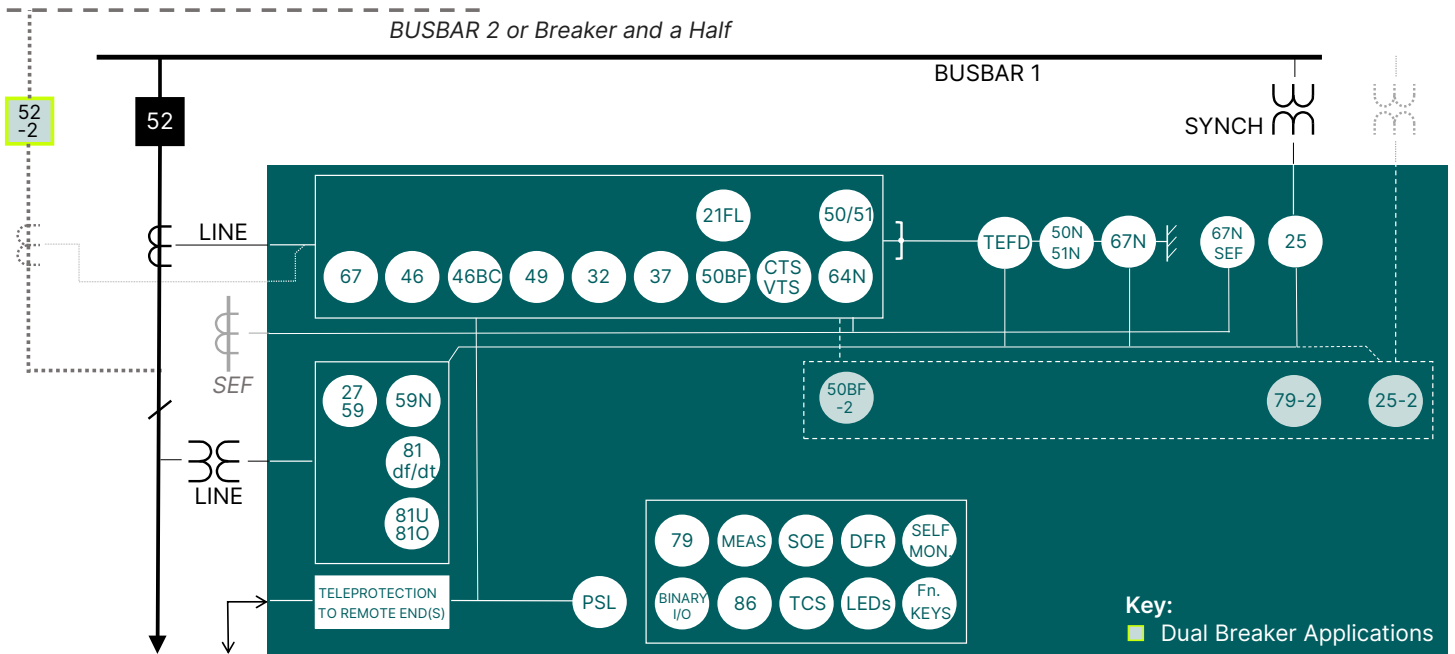 BUSBAR 2 or Breaker and a Half
BUSBAR 1
52
-2
52
SYNCH
LINE
21FL
50/51
TEFD
50N
51N
67N
67N
SEF
25
67
46
46BC
49
32
37
50BF
CTS
VTS
64N
SEF
27
59
59N
50BF
-2
79-2
25-2
81
df/dt
LINE
81U
81O
79
MEAS
SOE
DFR
SELF
MON.
TELEPROTECTION
TO REMOTE END(S)
PSL
BINARY
I/O
86
TCS
LEDs
Fn.
KEYS
Key:
Dual Breaker Applications